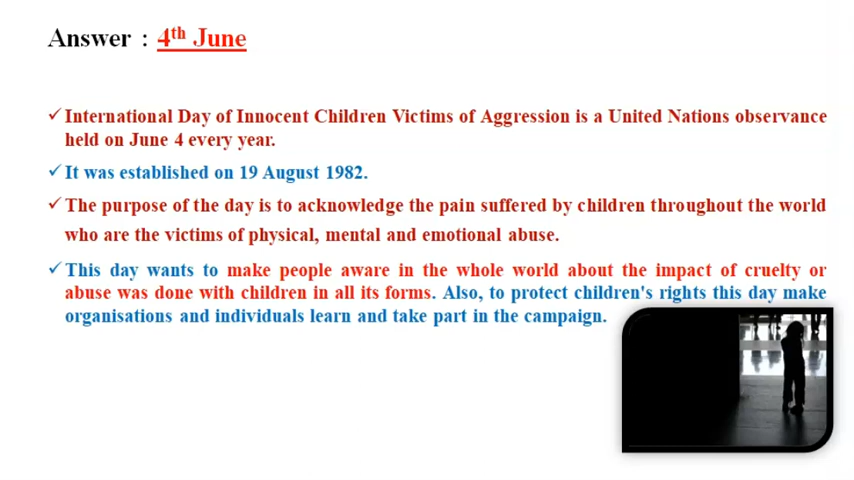 Answer : 4th June
✓International Day of Innocent Children Victims of Aggression is a United Nations observance
held on June 4 every year.
✓It was established on 19 August 1982.
✓The purpose of the day is to acknowledge the pain suffered by children throughout the world
who are the victims of physical, mental and emotional abuse.
✓This day wants to make people aware in the whole world about the impact of cruelty or
abuse was done with children in all its forms. Also, to protect children's rights this day make
organisations and individuals learn and take part in the campaign.